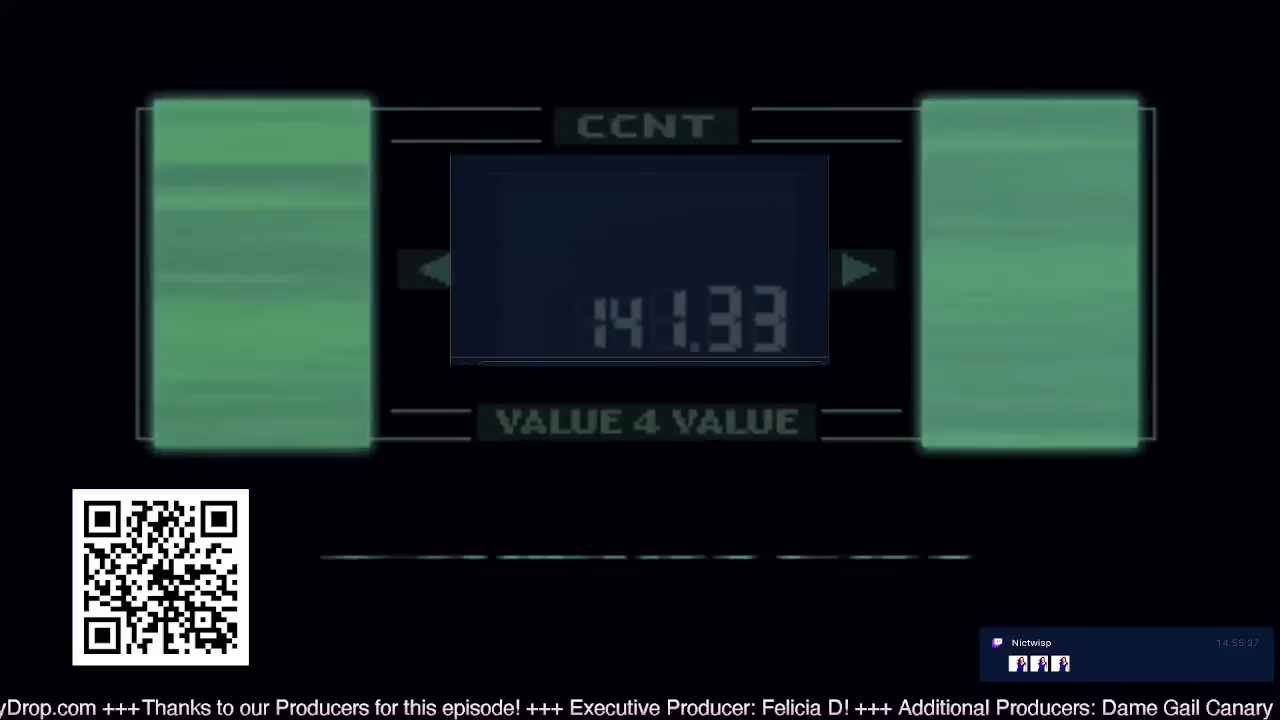 CCNT
141.33
VALUE 4 VALUE
Nictwisp 14:55:37
yDrop.com +++Thanks to our Producers for this episode! +++ Executive Producer: Felicia D! +++ Additional Producers: Dame Gail Canary